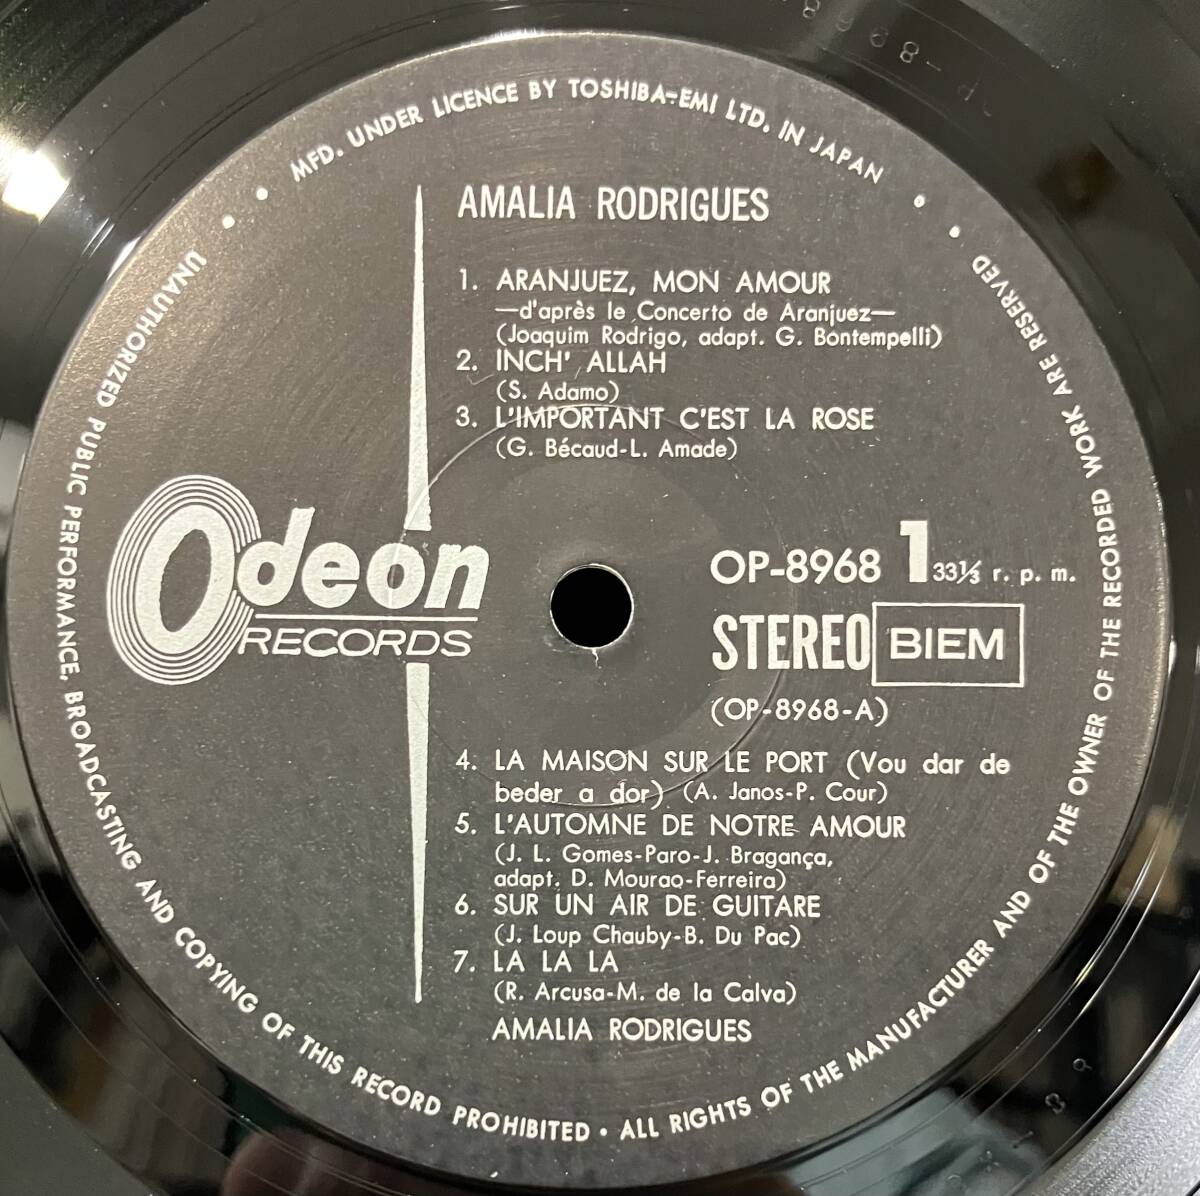 MFD. UNDER LICENCE BY TOSHIBA-EMI LTD. IN JAPAN
AMALIA RODRIGUES
1. ARANJUEZ, MON AMOUR
—d'après le Concerto de Aranjuez—
(Joaquim Rodrigo, adapt. G. Bontempelli)
2. INCH' ALLAH
(S. Adamo)
3. L'IMPORTANT C'EST LA ROSE
(G. Bécaud-L. Amade)
Odeon
RECORDS
OP-8968 1 33⅓ r. p. m.
STEREO BIEM
(OP-8968-A)
4. LA MAISON SUR LE PORT (Vou dar de
beder a dor) (A. Janos-P. Cour)
5. L'AUTOMNE DE NOTRE AMOUR
(J. L. Gomes-Paro-J. Bragança,
adapt. D. Mourao-Ferreira)
6. SUR UN AIR DE GUITARE
(J. Loup Chauby-B. Du Pac)
7. LA LA LA
(R. Arcusa-M. de la Calva)
AMALIA RODRIGUES
UNAUTHORIZED PUBLIC PERFORMANCE, BROADCASTING AND COPYING OF THIS RECORD PROHIBITED • ALL RIGHTS OF THE MANUFACTURER AND OF THE OWNER OF THE RECORDED WORK ARE RESERVED